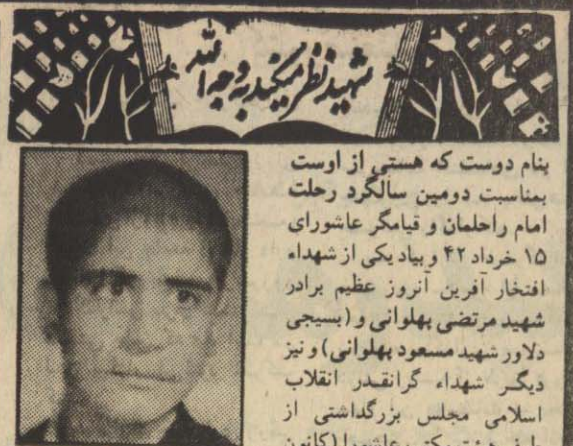 شهید نظر میکند به وجه الله
بنام دوست که هستی از اوست
بمناسبت دومین سالگرد رحلت
امام راحلمان و قیامگر عاشورای
۱۵ خرداد ۴۲ و بیاد یکی از شهداء
افتخار آفرین آنروز عظیم برادر
شهید مرتضی پهلوانی و (بسیجی
دلاور شهید مسعود پهلوانی) و نیز
دیگر شهداء گرانقدر انقلاب
اسلامی مجلس بزرگداشتی از
عاشورا (کانون